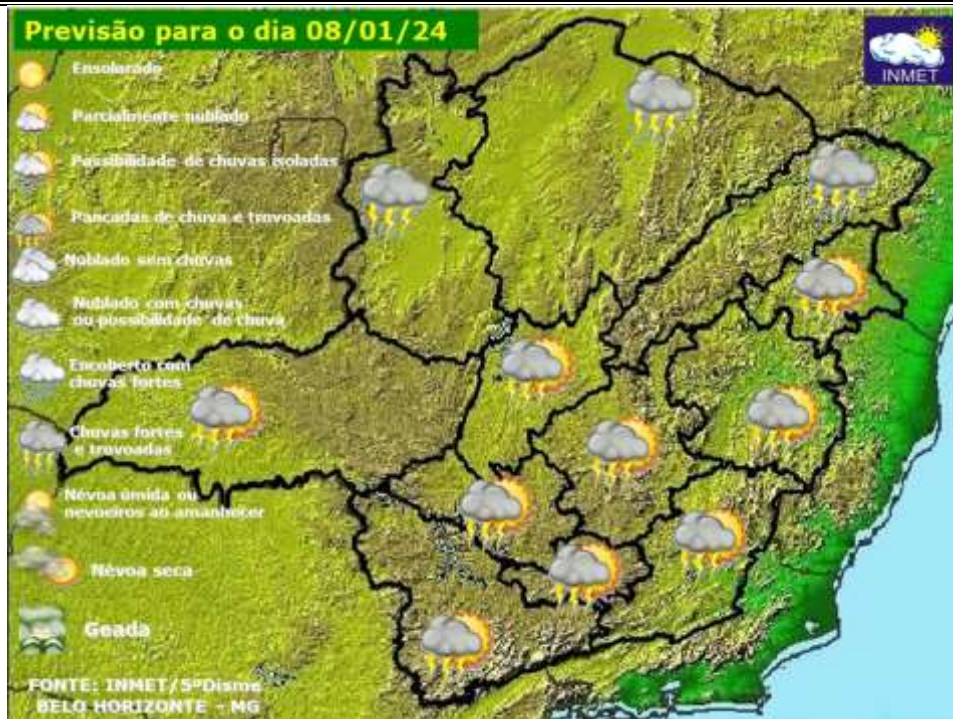 Previsão para o dia 08/01/24
INMET
Ensolarado
Parcialmente nublado
Possibilidade de chuvas isoladas
Pancadas de chuva e trovoadas
Noblado sem chuvas
Nublado com chuvas
ou possibilidade de chuva
Encoberto com
chuvas fortes
Chuvas fortes
e trovoadas
Névoa úmida ou
nevoeiros ao amanhecer
Névoa seca
Geada
FONTE: INMET/5ºDisme
BELO HORIZONTE - MG